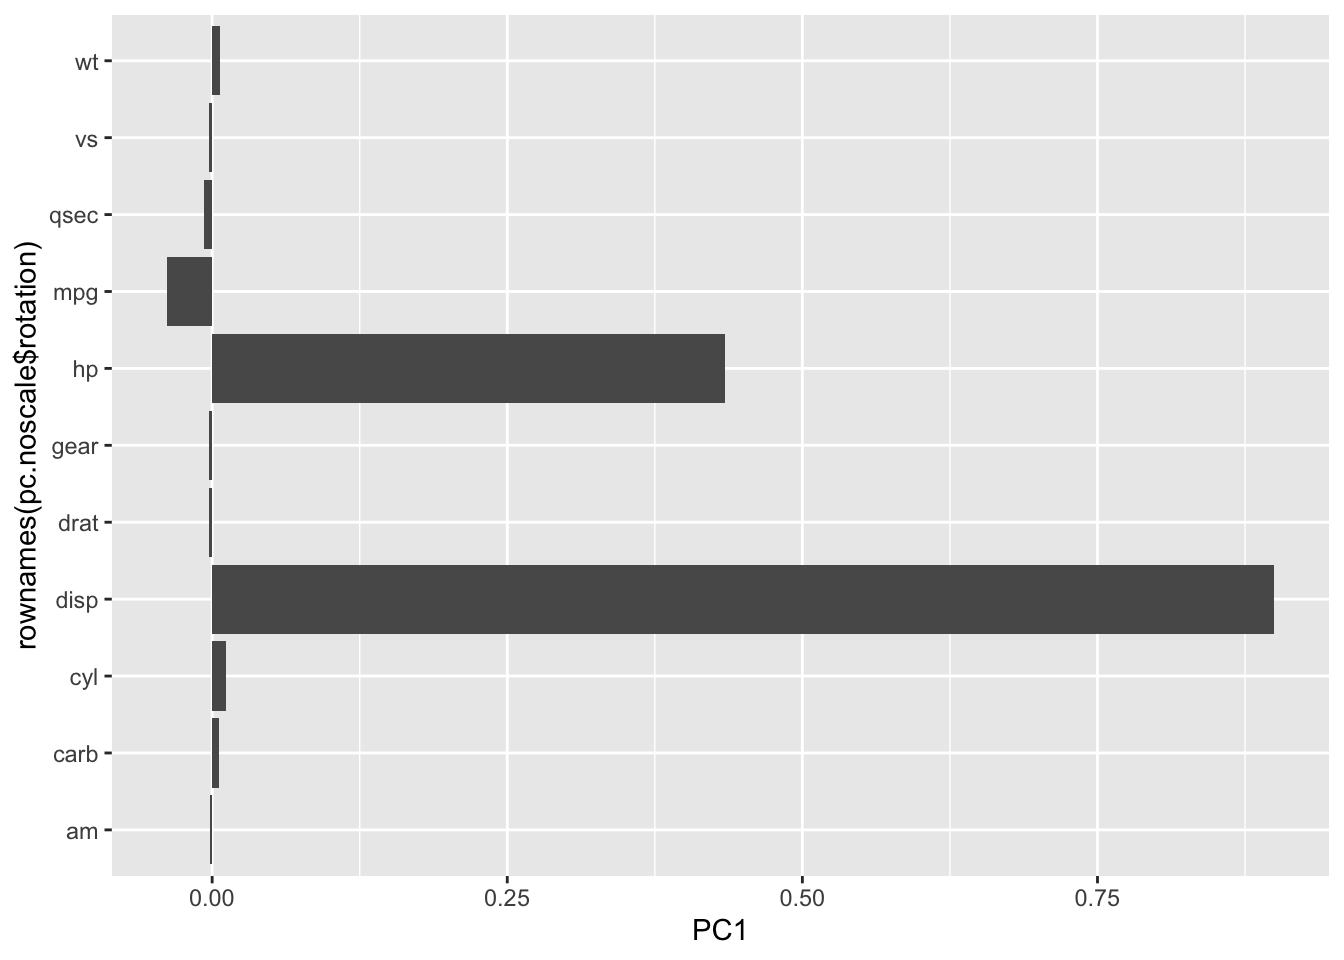 rownames(pc.noscale$rotation)
wt
vs
qsec
mpg
hp
gear
drat
disp
cyl
carb
am
0.00 0.25 0.50 0.75
PC1